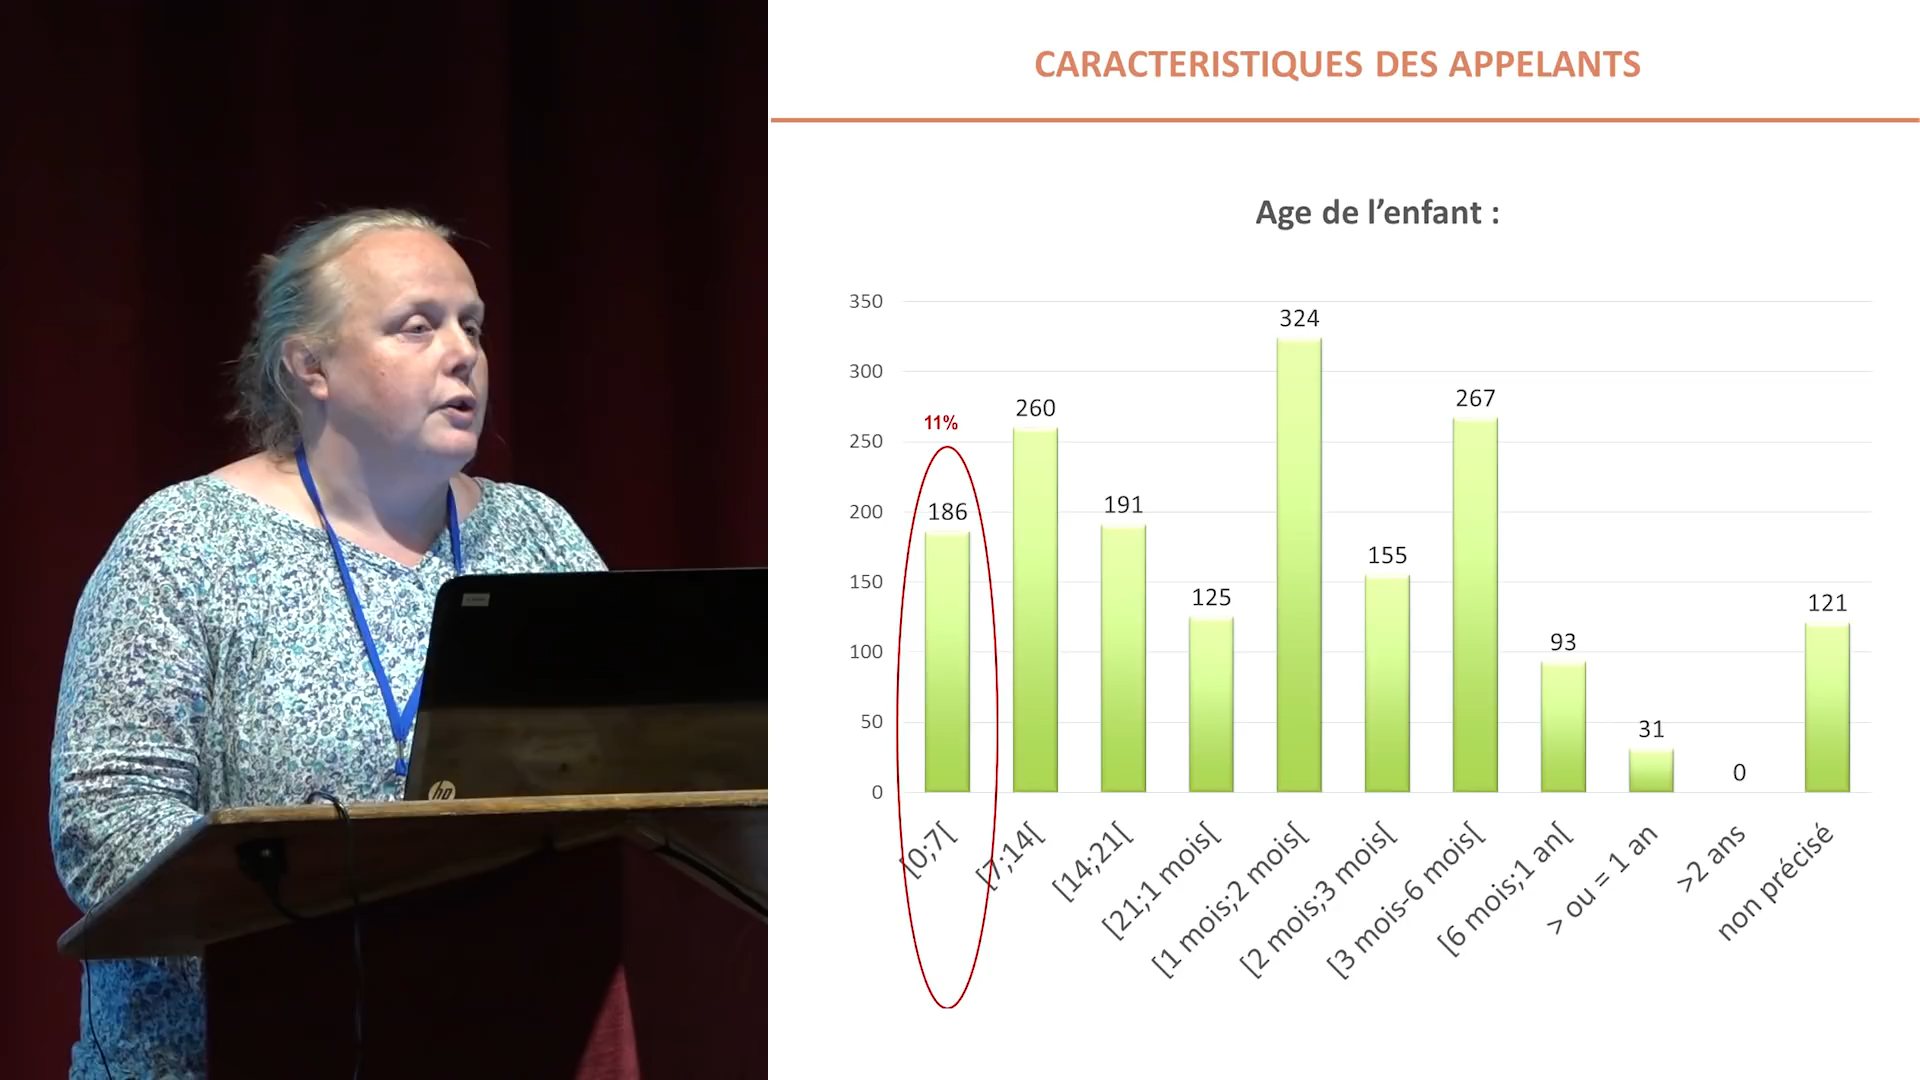 CARACTERISTIQUES DES APPELANTS
Age de l’enfant :
350
300
250
200
150
100
50
0
11%
186
260
191
125
324
155
267
93
31
0
121
[0;7[
[7;14[
[14;21[
[21;1 mois[
[1 mois;2 mois[
[2 mois;3 mois[
[3 mois-6 mois[
[6 mois;1 an[
> ou = 1 an
>2 ans
non précisé
hp